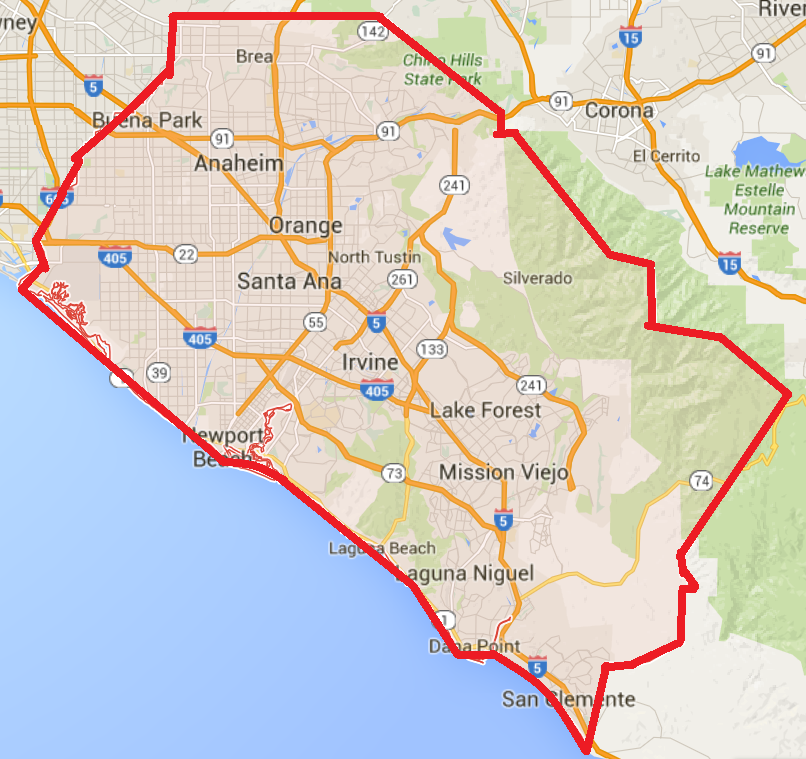 wney
River
142
15
Brea
Chino Hills
State Park
91
5
91
Corona
Buena Park
91
91
Anaheim
El Cerrito
Lake Mathew
Estelle
Mountain
Reserve
241
605
Orange
22
405
North Tustin
15
Santa Ana
261
Silverado
55
5
405
133
Irvine
39
241
405
Lake Forest
Newport
Beach
73
Mission Viejo
74
5
Laguna Beach
Laguna Niguel
1
Dana Point
5
San Clemente